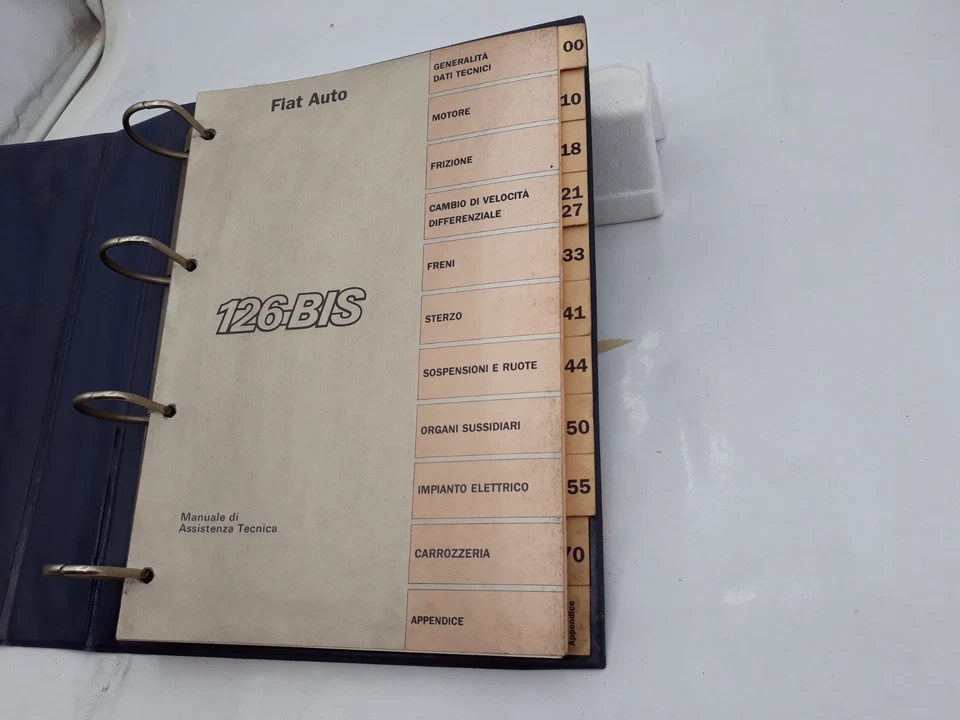 Fiat Auto
126-BIS
Manuale di
Assistenza Tecnica
GENERALITÀ
DATI TECNICI
00
MOTORE
10
FRIZIONE
18
CAMBIO DI VELOCITÀ
DIFFERENZIALE
21
27
FRENI
33
STERZO
41
SOSPENSIONI E RUOTE
44
ORGANI SUSSIDIARI
50
IMPIANTO ELETTRICO
55
CARROZZERIA
70
APPENDICE
Appendice